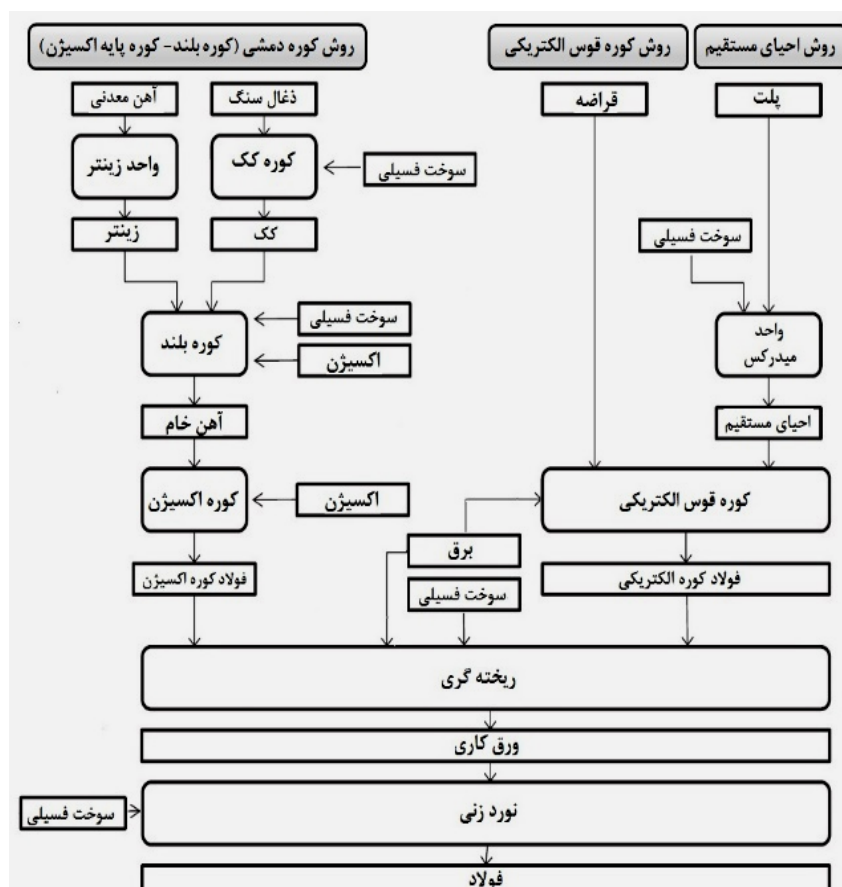 روش احیای مستقیم
روش کوره قوس الکتریکی
روش کوره دمشی (کوره بلند- کوره پایه اکسیژن)
پلت
قراضه
ذغال سنگ
آهن معدنی
کوره کک
واحد زینتر
سوخت فسیلی
کک
زینتر
سوخت فسیلی
سوخت فسیلی
کوره بلند
اکسیژن
واحد
میدرکس
آهن خام
احیای مستقیم
کوره اکسیژن
اکسیژن
کوره قوس الکتریکی
برق
فولاد کوره اکسیژن
فولاد کوره الکتریکی
سوخت فسیلی
ریخته گری
ورق کاری
نورد زنی
سوخت فسیلی
فولاد